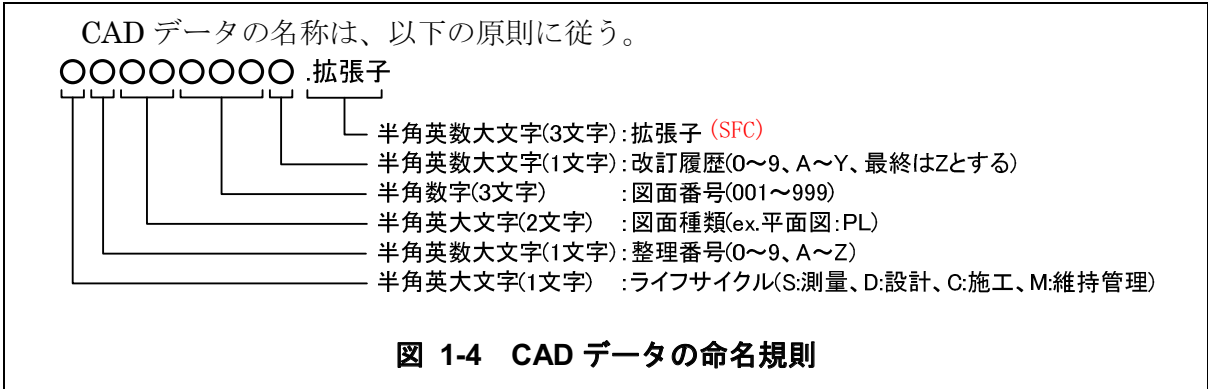 CAD データの名称は、以下の原則に従う。
○○○○○○○○.拡張子
半角英数大文字(3文字):拡張子 (SFC)
半角英数大文字(1文字):改訂履歴(0～9、A～Y、最終はZとする)
半角数字(3文字) :図面番号(001～999)
半角英大文字(2文字) :図面種類(ex.平面図:PL)
半角英数大文字(1文字):整理番号(0～9、A～Z)
半角英大文字(1文字) :ライフサイクル(S:測量、D:設計、C:施工、M:維持管理)
図 1-4 CAD データの命名規則